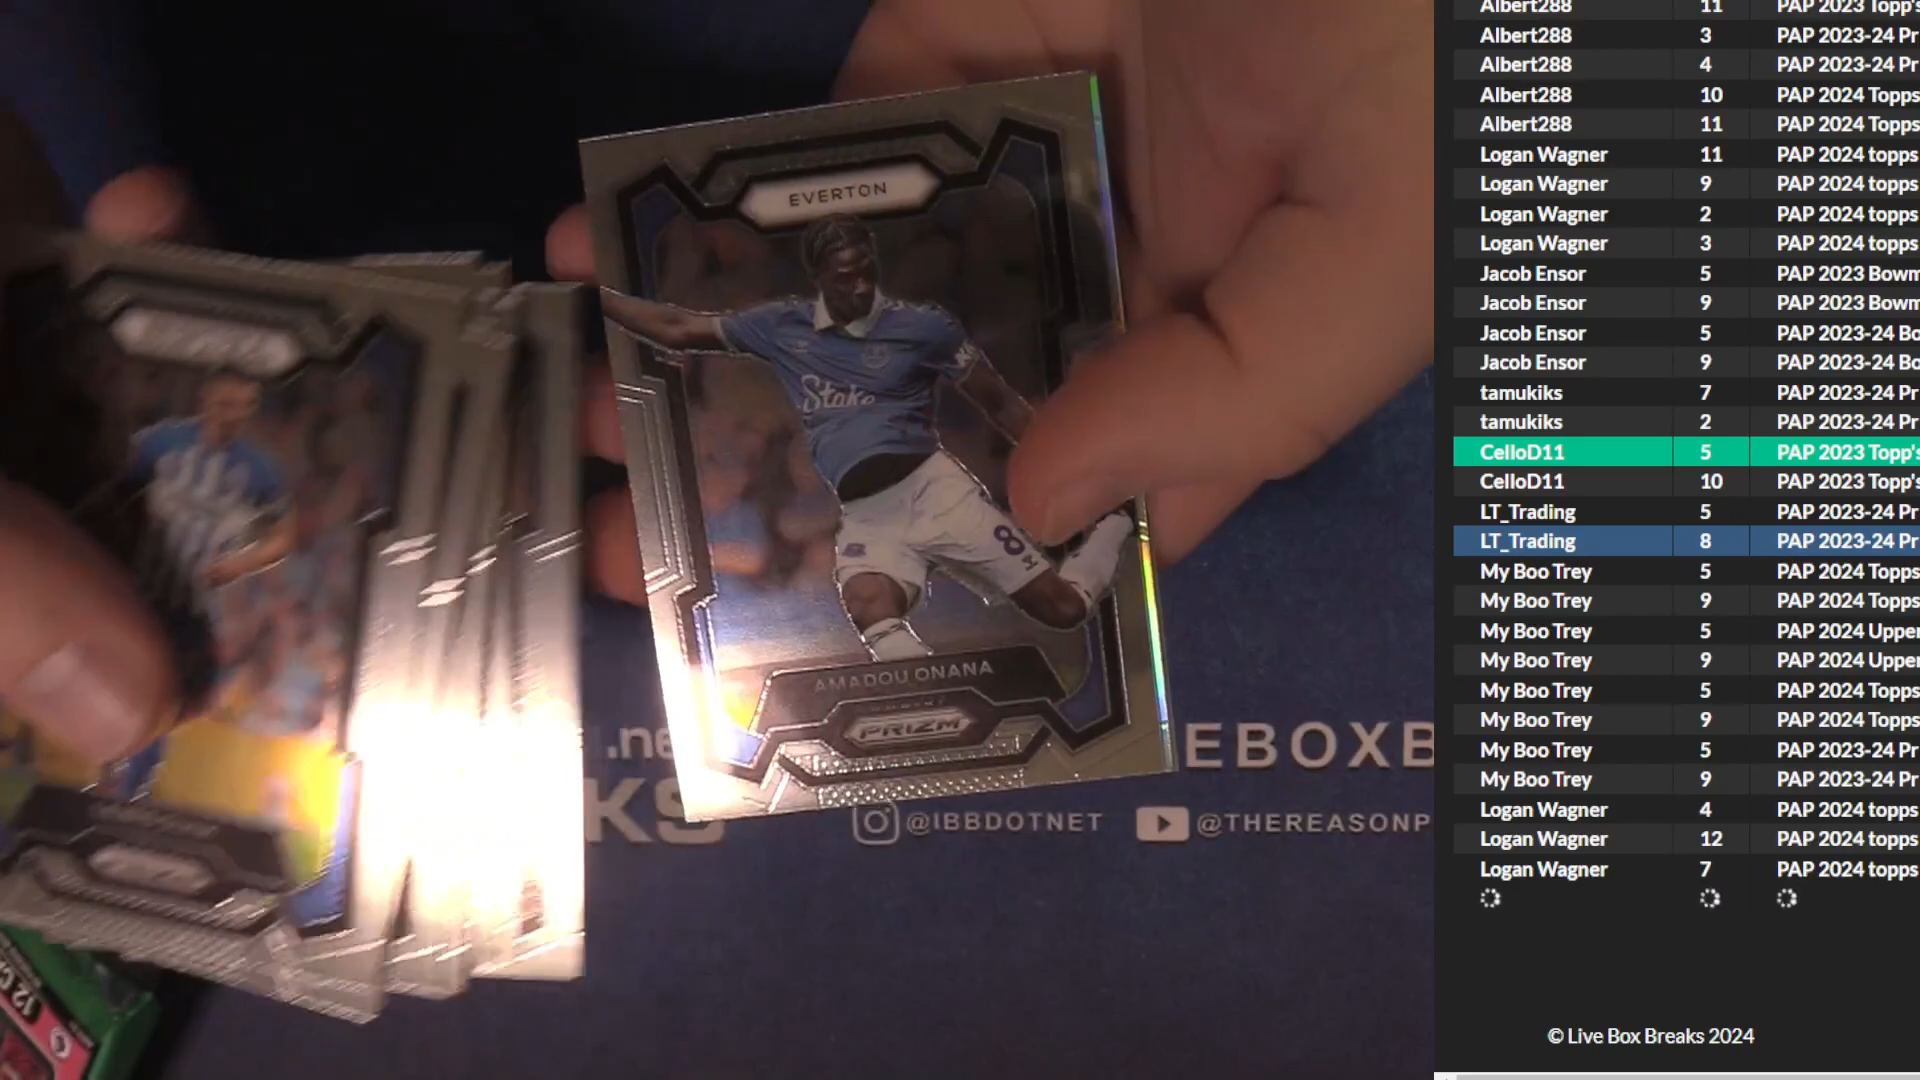 EVERTON
Stake
8
AMADOU ONANA
PRIZM
.ne
EBOXB
KS
@IBBDOTNET
@THEREASONP
12 C
Albert288 11 PAP 2023 Topp's
Albert288 3 PAP 2023-24 Pr
Albert288 4 PAP 2023-24 Pr
Albert288 10 PAP 2024 Topps
Albert288 11 PAP 2024 Topps
Logan Wagner 11 PAP 2024 topps
Logan Wagner 9 PAP 2024 topps
Logan Wagner 2 PAP 2024 topps
Logan Wagner 3 PAP 2024 topps
Jacob Ensor 5 PAP 2023 Bowm
Jacob Ensor 9 PAP 2023 Bowm
Jacob Ensor 5 PAP 2023-24 Bo
Jacob Ensor 9 PAP 2023-24 Bo
tamukiks 7 PAP 2023-24 Pr
tamukiks 2 PAP 2023-24 Pr
CelloD11 5 PAP 2023 Topp's
CelloD11 10 PAP 2023 Topp's
LT_Trading 5 PAP 2023-24 Pr
LT_Trading 8 PAP 2023-24 Pr
My Boo Trey 5 PAP 2024 Topps
My Boo Trey 9 PAP 2024 Topps
My Boo Trey 5 PAP 2024 Upper
My Boo Trey 9 PAP 2024 Upper
My Boo Trey 5 PAP 2024 Topps
My Boo Trey 9 PAP 2024 Topps
My Boo Trey 5 PAP 2023-24 Pr
My Boo Trey 9 PAP 2023-24 Pr
Logan Wagner 4 PAP 2024 topps
Logan Wagner 12 PAP 2024 topps
Logan Wagner 7 PAP 2024 topps
© Live Box Breaks 2024